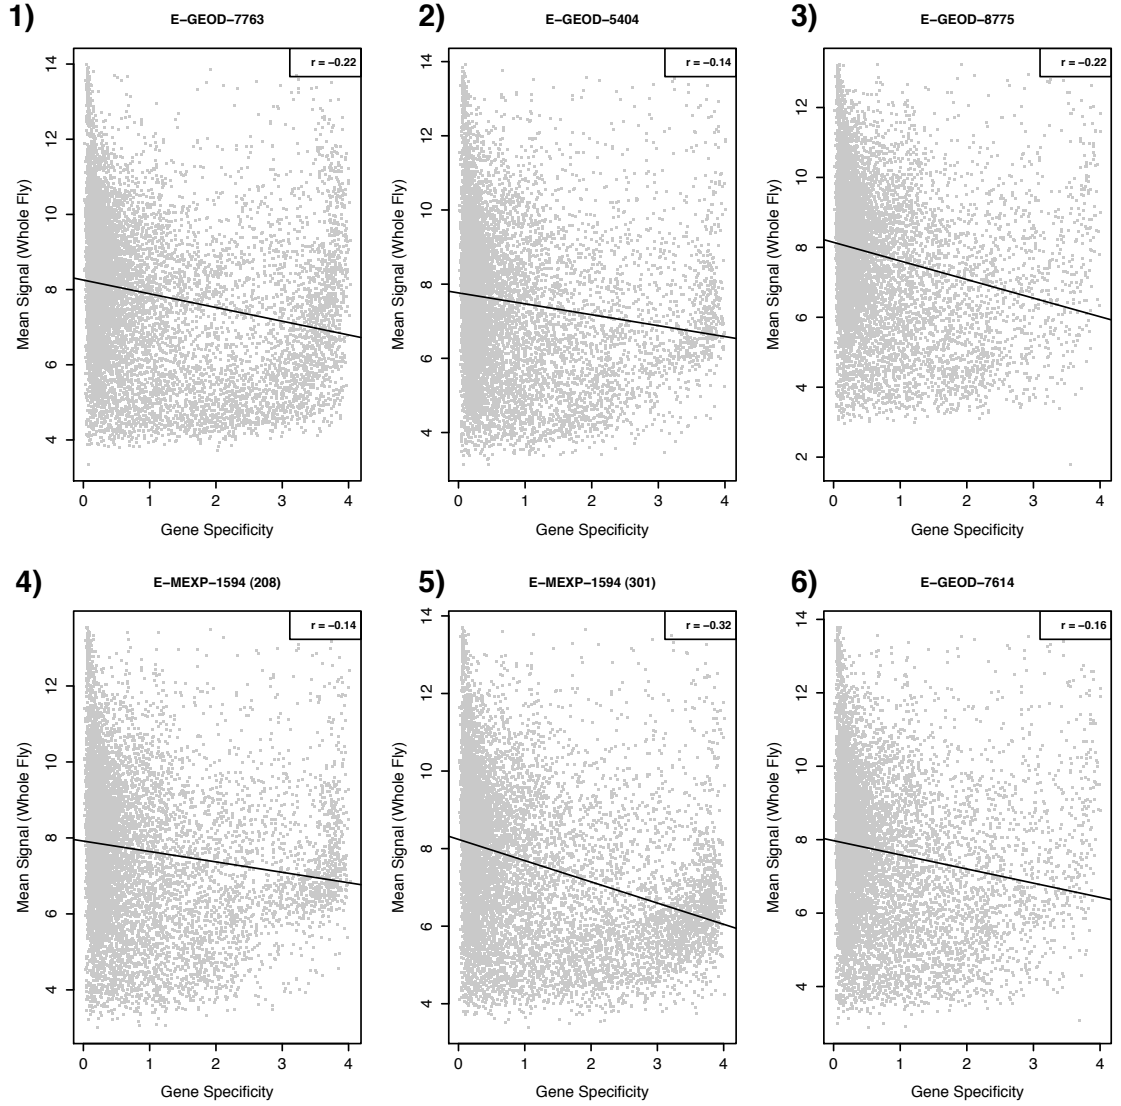 1)
E−GEOD−7763
r = −0.22
Mean Signal (Whole Fly)
14
12
10
8
6
4
0 1 2 3 4
Gene Specificity
2)
E−GEOD−5404
r = −0.14
Mean Signal (Whole Fly)
14
12
10
8
6
4
0 1 2 3 4
Gene Specificity
3)
E−GEOD−8775
r = −0.22
Mean Signal (Whole Fly)
12
10
8
6
4
2
0 1 2 3 4
Gene Specificity
4)
E−MEXP−1594 (208)
r = −0.14
Mean Signal (Whole Fly)
12
10
8
6
4
0 1 2 3 4
Gene Specificity
5)
E−MEXP−1594 (301)
r = −0.32
Mean Signal (Whole Fly)
14
12
10
8
6
4
0 1 2 3 4
Gene Specificity
6)
E−GEOD−7614
r = −0.16
Mean Signal (Whole Fly)
14
12
10
8
6
4
0 1 2 3 4
Gene Specificity